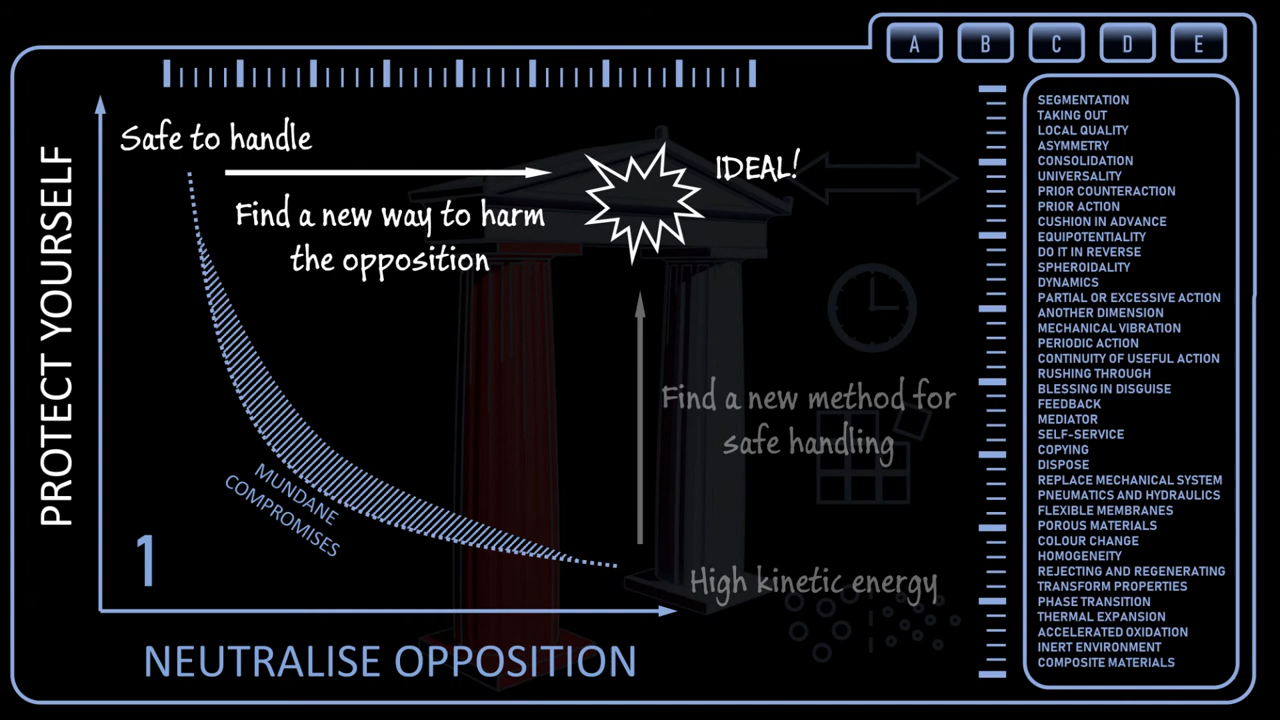 A
B
C
D
E
PROTECT YOURSELF
Safe to handle
IDEAL!
Find a new way to harm
the opposition
Find a new method for
safe handling
MUNDANE
COMPROMISES
1
High kinetic energy
NEUTRALISE OPPOSITION
SEGMENTATION
TAKING OUT
LOCAL QUALITY
ASYMMETRY
CONSOLIDATION
UNIVERSALITY
PRIOR COUNTERACTION
PRIOR ACTION
CUSHION IN ADVANCE
EQUIPOTENTIALITY
DO IT IN REVERSE
SPHEROIDALITY
DYNAMICS
PARTIAL OR EXCESSIVE ACTION
ANOTHER DIMENSION
MECHANICAL VIBRATION
PERIODIC ACTION
CONTINUITY OF USEFUL ACTION
RUSHING THROUGH
BLESSING IN DISGUISE
FEEDBACK
MEDIATOR
SELF-SERVICE
COPYING
DISPOSE
REPLACE MECHANICAL SYSTEM
PNEUMATICS AND HYDRAULICS
FLEXIBLE MEMBRANES
POROUS MATERIALS
COLOUR CHANGE
HOMOGENEITY
REJECTING AND REGENERATING
TRANSFORM PROPERTIES
PHASE TRANSITION
THERMAL EXPANSION
ACCELERATED OXIDATION
INERT ENVIRONMENT
COMPOSITE MATERIALS